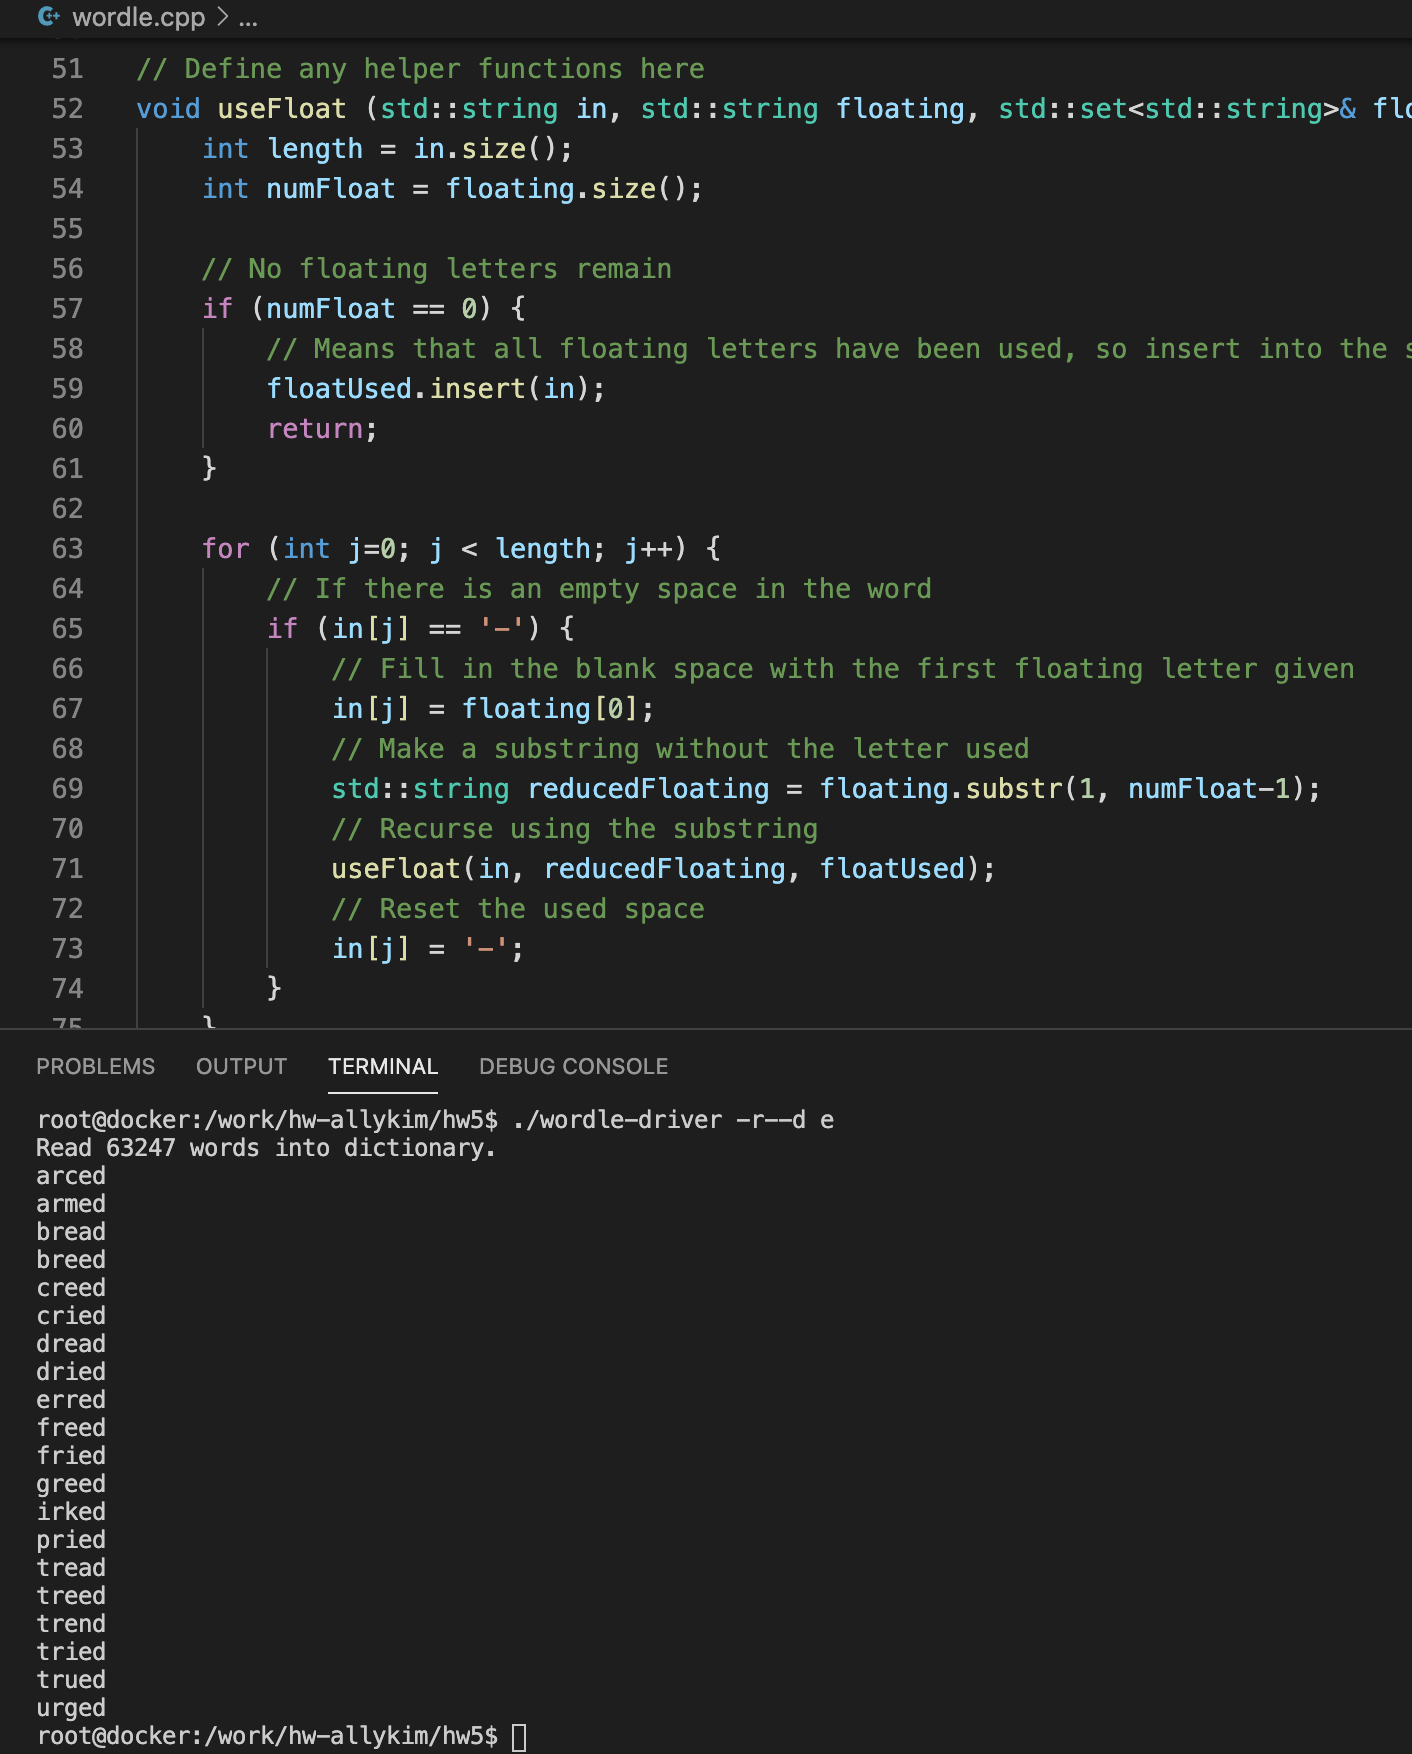 wordle.cpp > ...
51 // Define any helper functions here
52 void useFloat (std::string in, std::string floating, std::set<std::string>& flo
53 int length = in.size();
54 int numFloat = floating.size();
55
56 // No floating letters remain
57 if (numFloat == 0) {
58 // Means that all floating letters have been used, so insert into the s
59 floatUsed.insert(in);
60 return;
61 }
62
63 for (int j=0; j < length; j++) {
64 // If there is an empty space in the word
65 if (in[j] == '-') {
66 // Fill in the blank space with the first floating letter given
67 in[j] = floating[0];
68 // Make a substring without the letter used
69 std::string reducedFloating = floating.substr(1, numFloat-1);
70 // Recurse using the substring
71 useFloat(in, reducedFloating, floatUsed);
72 // Reset the used space
73 in[j] = '-';
74 }
75 }
PROBLEMS OUTPUT TERMINAL DEBUG CONSOLE
root@docker:/work/hw-allykim/hw5$ ./wordle-driver -r--d e
Read 63247 words into dictionary.
arced
armed
bread
breed
creed
cried
dread
dried
erred
freed
fried
greed
irked
pried
tread
treed
trend
tried
trued
urged
root@docker:/work/hw-allykim/hw5$